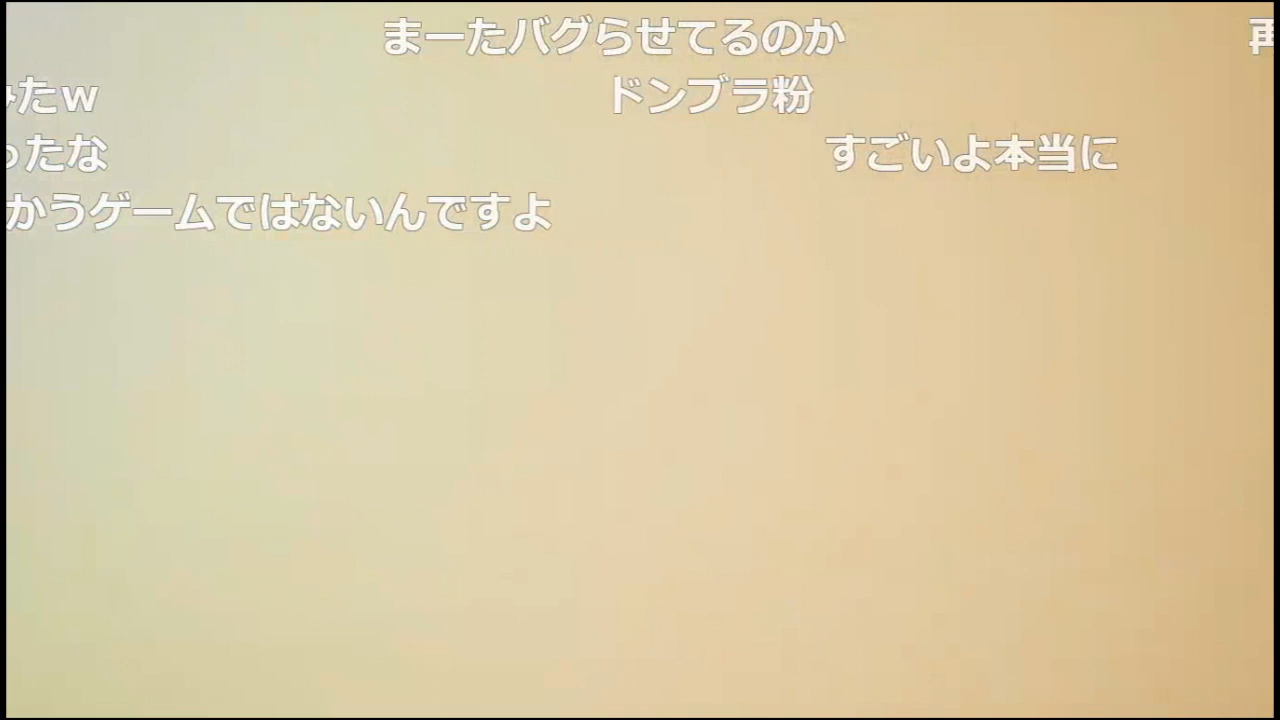 まーたバグらせてるのか 再
みたw ドンブラ粉
ったな すごいよ本当に
かうゲームではないんですよ